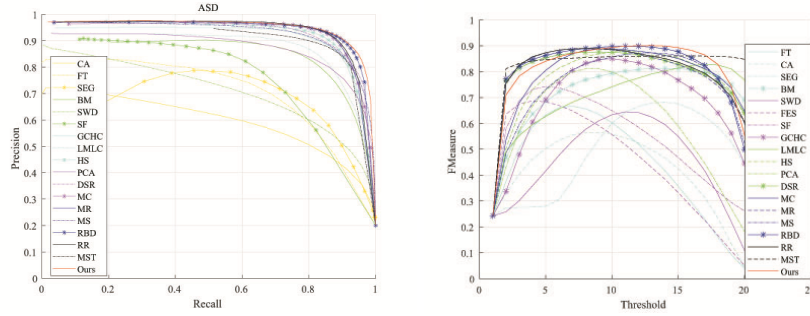 ASD
1
0.9
0.8
0.7
0.6
0.5
0.4
0.3
0.2
0.1
0
Precision
CA
FT
SEG
BM
SWD
SF
GCHC
LMLC
HS
PCA
DSR
MC
MR
MS
RBD
RR
MST
Ours
0 0.2 0.4 0.6 0.8 1
Recall
1
0.9
0.8
0.7
0.6
0.5
0.4
0.3
0.2
0.1
0
FMeasure
FT
CA
SEG
BM
SWD
FES
SF
GCHC
LMLC
HS
PCA
DSR
MC
MR
MS
RBD
RR
MST
Ours
0 5 10 15 20
Threshold